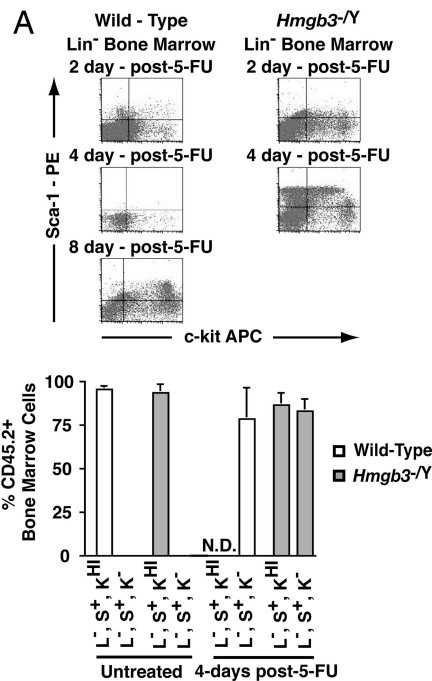 A
Wild - Type
Lin⁻ Bone Marrow
Hmgb3⁻/Y
Lin⁻ Bone Marrow
2 day - post-5-FU
2 day - post-5-FU
4 day - post-5-FU
4 day - post-5-FU
8 day - post-5-FU
Sca-1 - PE
c-kit APC
% CD45.2+
Bone Marrow Cells
100
75
50
25
0
N.D.
Wild-Type
Hmgb3⁻/Y
L⁻, S⁺, K^HI
L⁻, S⁺, K⁻
L⁻, S⁺, K^HI
L⁻, S⁺, K⁻
L⁻, S⁺, K^HI
L⁻, S⁺, K⁻
L⁻, S⁺, K^HI
L⁻, S⁺, K⁻
Untreated
4-days post-5-FU